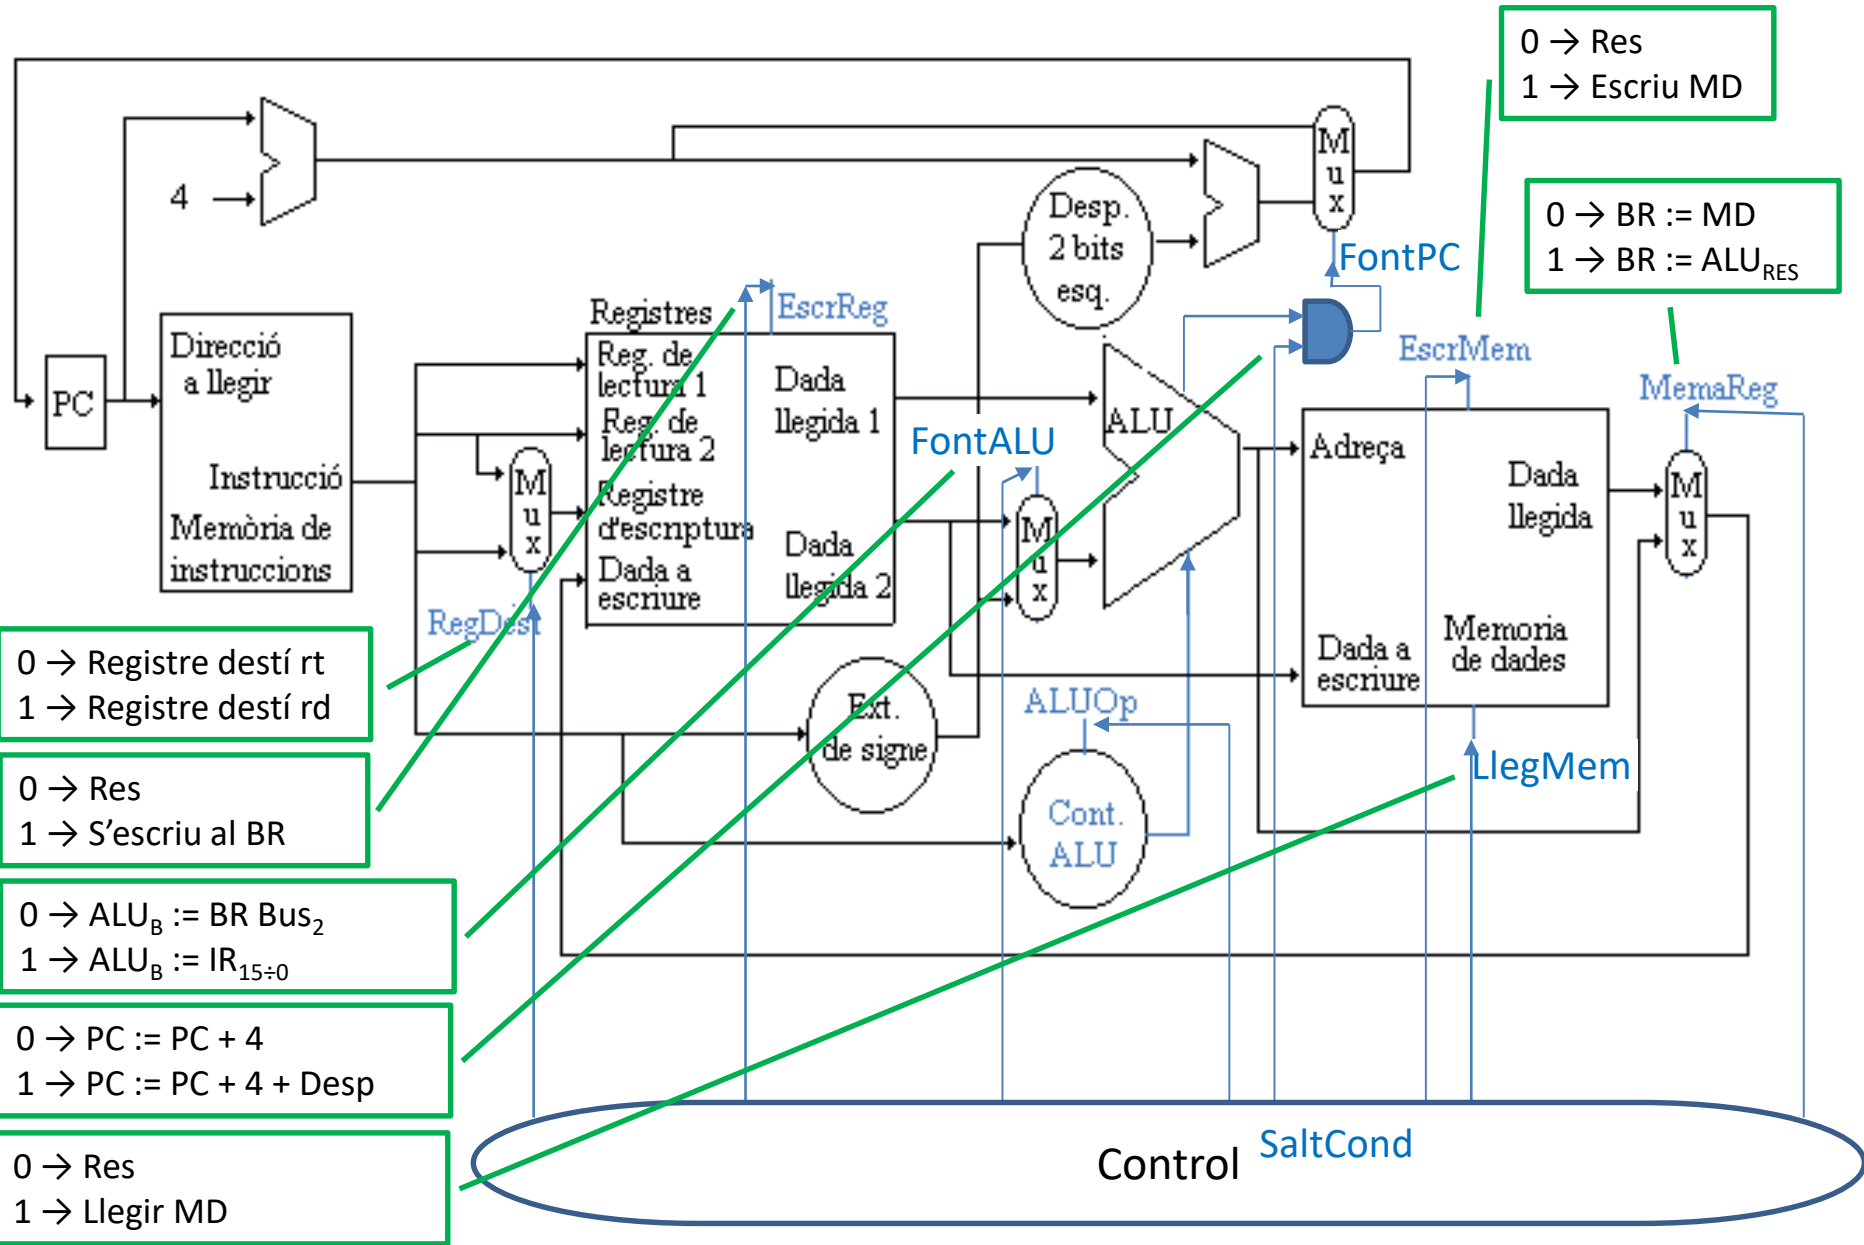 0 → Res
1 → Escriu MD
0 → BR := MD
1 → BR := ALU_RES
4
M
u
x
Desp.
2 bits
esq.
FontPC
PC
Direcció
a llegir
Instrucció
Memòria de
instruccions
M
u
x
RegDest
Registres
EscrReg
Reg. de
lectura 1
Reg. de
lectura 2
Registre
d'escriptura
Dada a
escriure
Dada
llegida 1
Dada
llegida 2
FontALU
M
u
x
ALU
EscrMem
Adreça
Dada
llegida
Memoria
de dades
Dada a
escriure
MemaReg
M
u
x
Ext.
de signe
ALUOp
Cont.
ALU
LlegMem
0 → Registre destí rt
1 → Registre destí rd
0 → Res
1 → S’escriu al BR
0 → ALU_B := BR Bus_2
1 → ALU_B := IR_15÷0
0 → PC := PC + 4
1 → PC := PC + 4 + Desp
0 → Res
1 → Llegir MD
Control
SaltCond